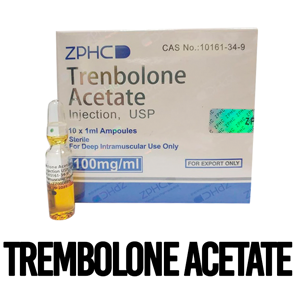 ZPHC
CAS No.:10161-34-9
Trenbolone
Acetate
Injection, USP
10 x 1ml Ampoules
Sterile
For Deep Intramuscular Use Only
100mg/ml
FOR EXPORT ONLY
TREMBOLONE ACETATE